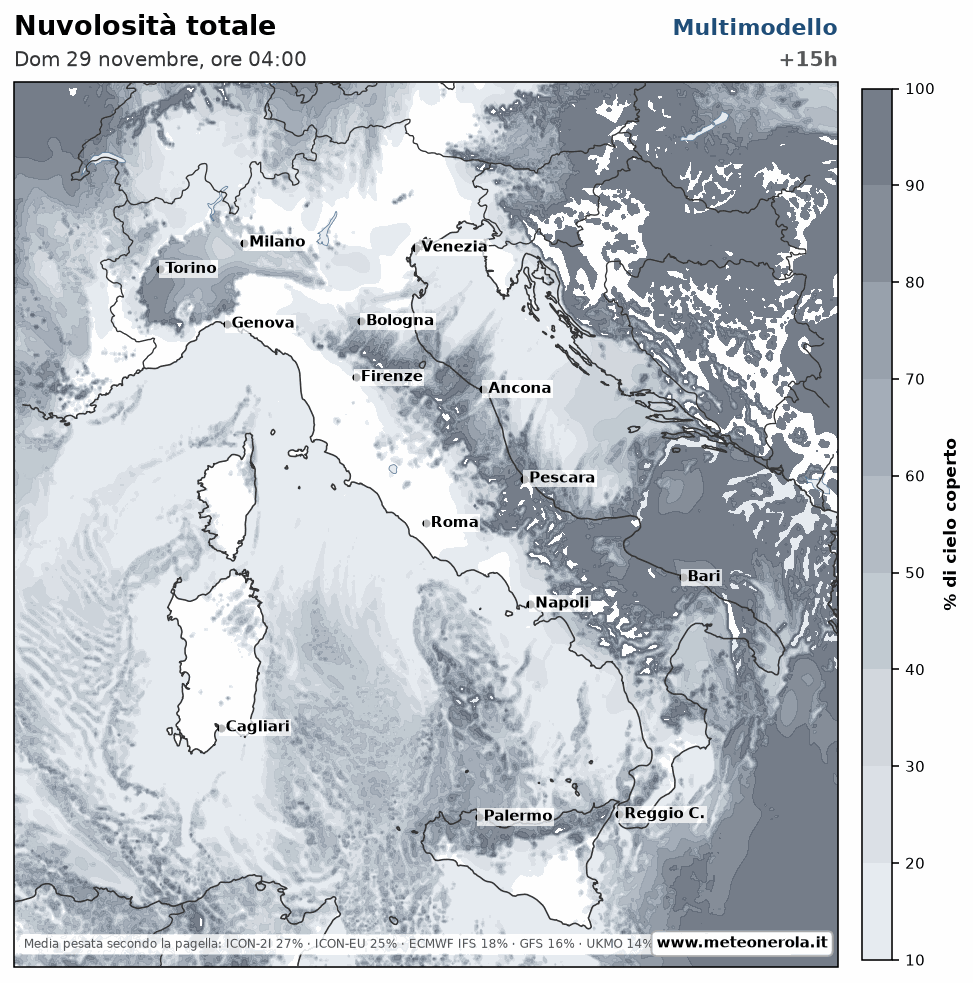 Nuvolosità totale
Multimodello
Dom 29 novembre, ore 04:00
+15h
100
90
80
70
60
50
40
30
20
10
% di cielo coperto
Milano
Venezia
Torino
Genova
Bologna
Firenze
Ancona
Pescara
Roma
Bari
Napoli
Cagliari
Palermo
Reggio C.
Media pesata secondo la pagella: ICON-2I 27% · ICON-EU 25% · ECMWF IFS 18% · GFS 16% · UKMO 14%
www.meteonerola.it